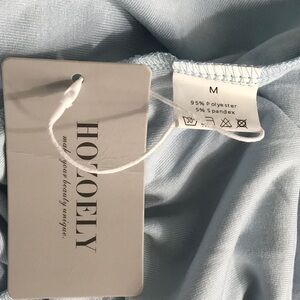 HOZOELY
make your beauty unique.
M
95% Polyester
5% Spandex